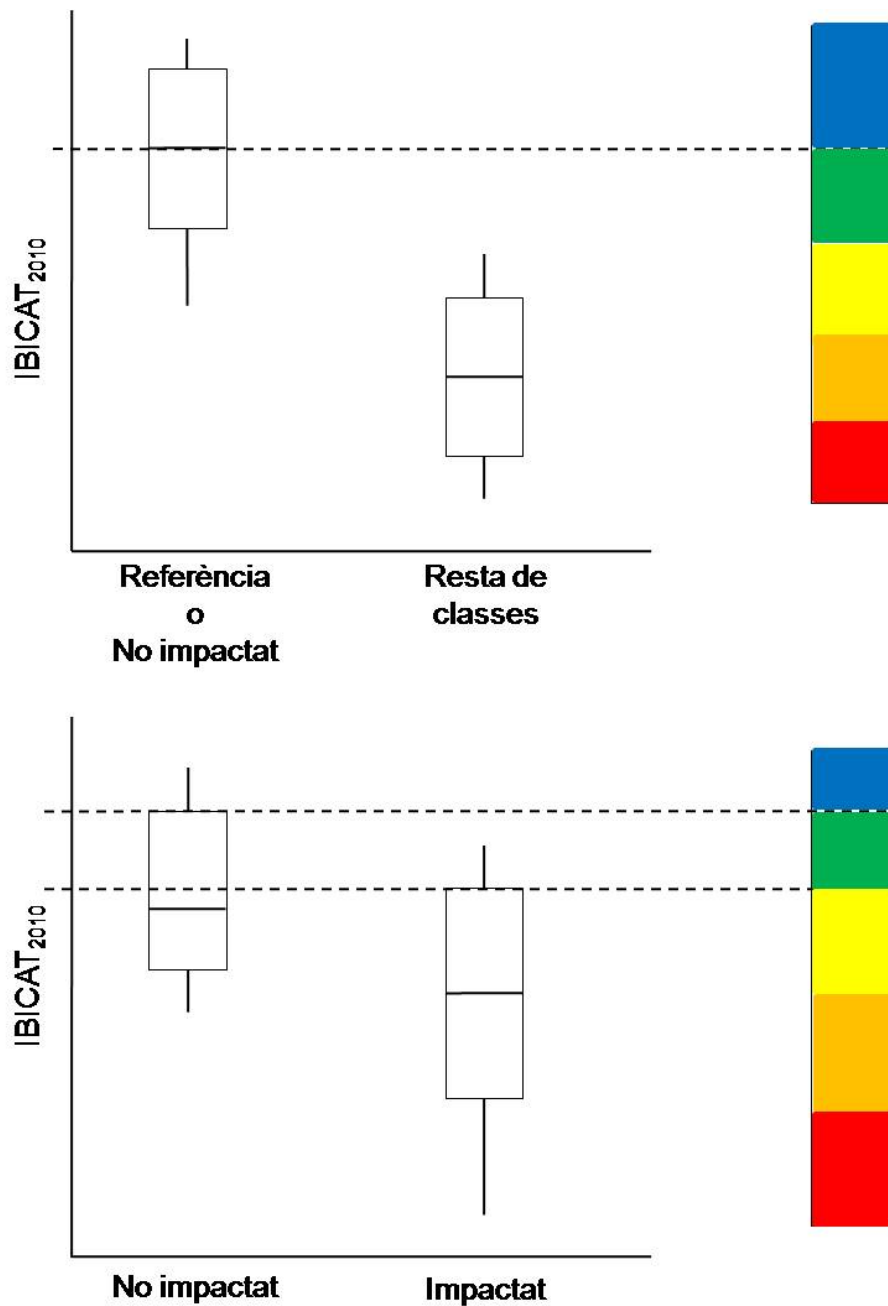 IBICAT2010
Referència
o
No impactat
Resta de
classes
IBICAT2010
No impactat
Impactat